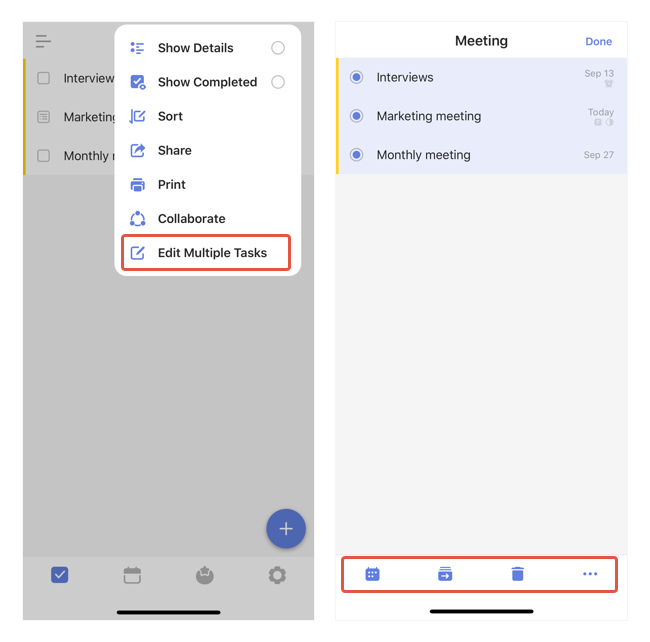 Show Details
Interview
Show Completed
Marketing
Sort
Monthly
Share
Print
Collaborate
Edit Multiple Tasks
Meeting
Done
Interviews
Sep 13
Marketing meeting
Today
Monthly meeting
Sep 27